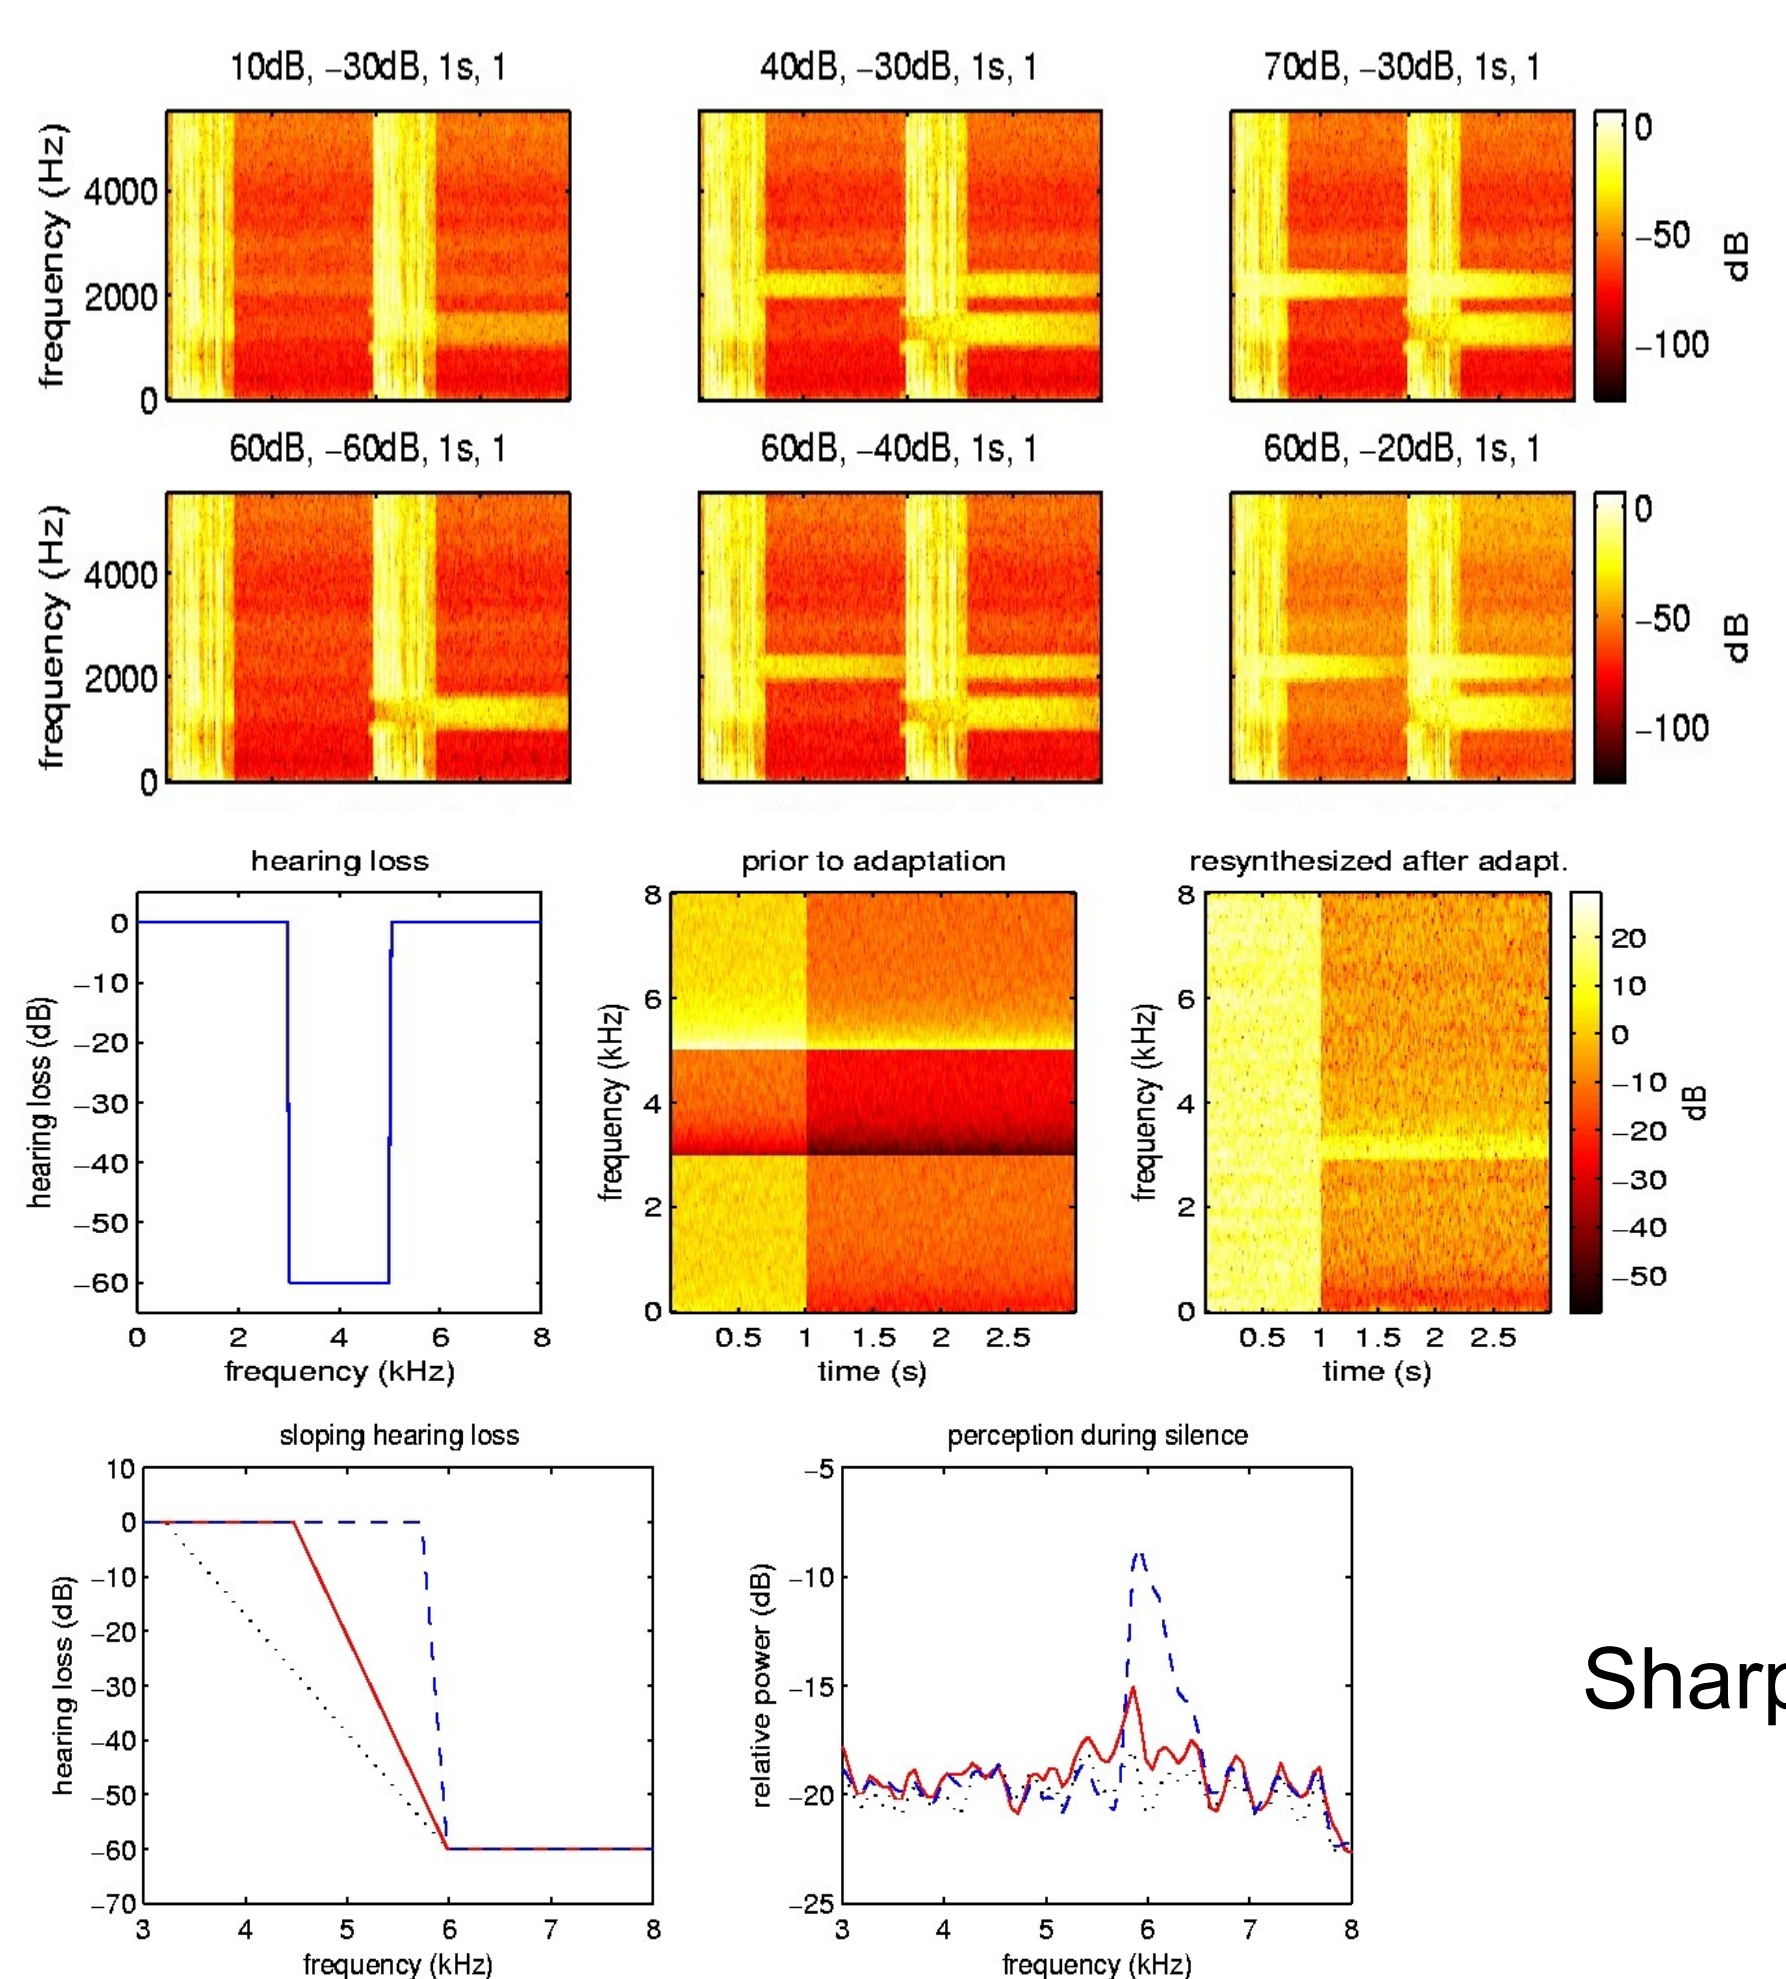 10dB, −30dB, 1s, 1
40dB, −30dB, 1s, 1
70dB, −30dB, 1s, 1
frequency (Hz)
4000
2000
0
0
−50
−100
dB
60dB, −60dB, 1s, 1
60dB, −40dB, 1s, 1
60dB, −20dB, 1s, 1
frequency (Hz)
4000
2000
0
0
−50
−100
dB
hearing loss
hearing loss (dB)
0
−10
−20
−30
−40
−50
−60
0 2 4 6 8
frequency (kHz)
prior to adaptation
frequency (kHz)
8
6
4
2
0
0.5 1 1.5 2 2.5
time (s)
resynthesized after adapt.
frequency (kHz)
8
6
4
2
0
0.5 1 1.5 2 2.5
time (s)
20
10
0
−10
−20
−30
−40
−50
dB
sloping hearing loss
hearing loss (dB)
10
0
−10
−20
−30
−40
−50
−60
−70
3 4 5 6 7 8
frequency (kHz)
perception during silence
relative power (dB)
−5
−10
−15
−20
−25
3 4 5 6 7 8
frequency (kHz)
Sharp